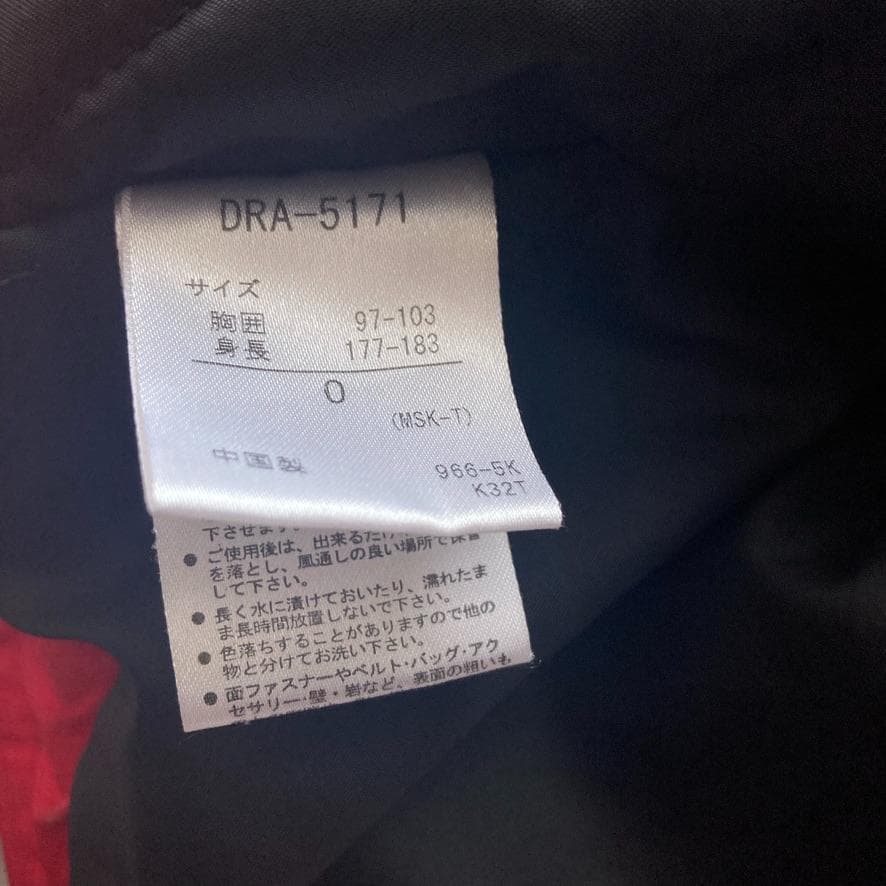 DRA-5171
サイズ
胸囲 97-103
身長 177-183
O
(MSK-T)
中国製
966-5K
K32T
下さります。
● ご使用後は、出来るだけ
を落とし、風通しの良い場所で保管
して下さい。
● 長く水に漬けておいたり、濡れたま
ま長時間放置しないで下さい。
● 色落ちすることがありますので他の
物と分けてお洗い下さい。
● 面ファスナーやベルト・バッグ・アク
セサリー・壁・岩など、表面の粗いも